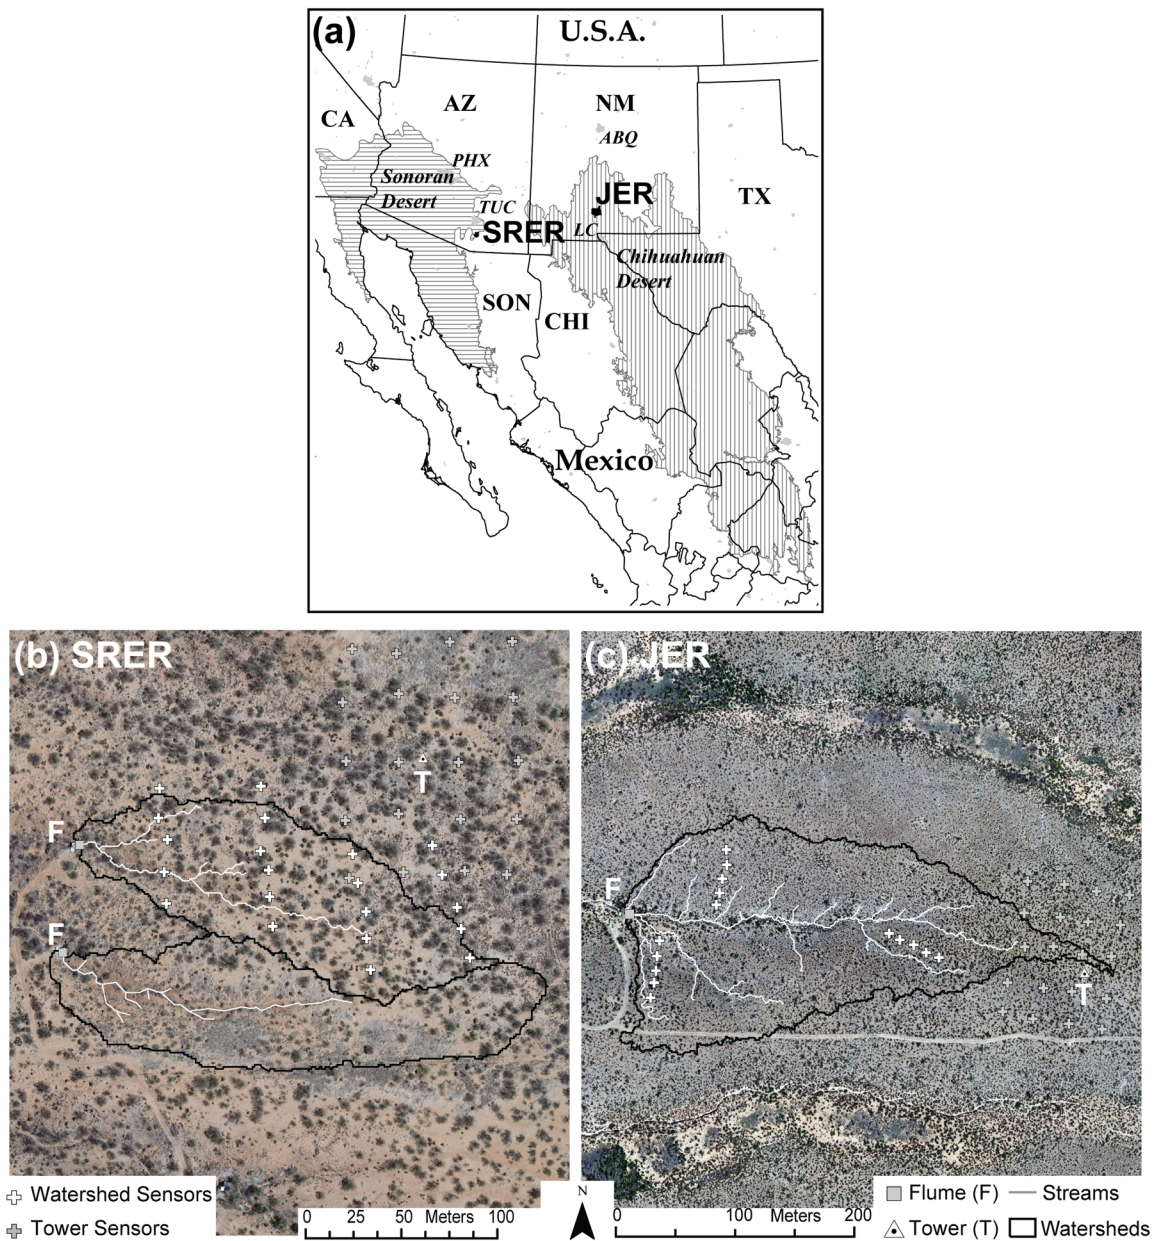 (a)
U.S.A.
AZ
NM
CA
ABQ
PHX
Sonoran
Desert
JER
TX
TUC
SRER
LC
Chihuahuan
Desert
SON
CHI
Mexico
(b) SRER
(c) JER
T
F
F
F
T
Watershed Sensors
Tower Sensors
0 25 50 Meters 100
N
0 100 Meters 200
Flume (F)
Streams
Tower (T)
Watersheds